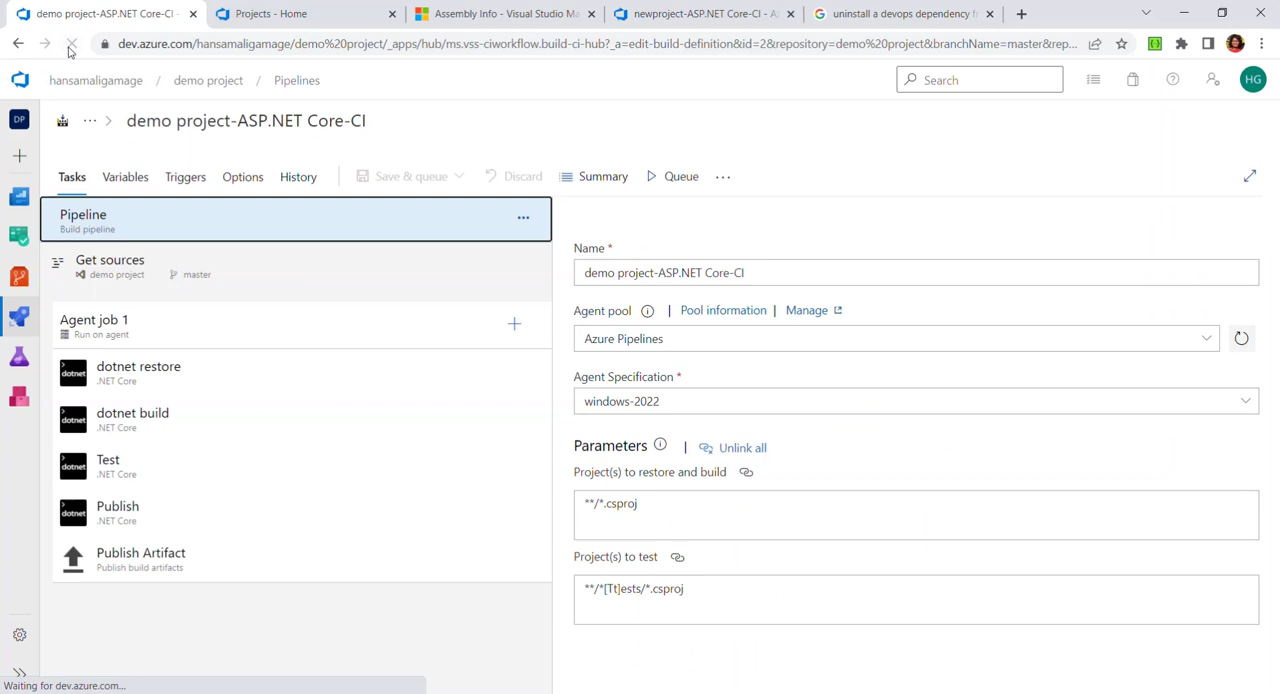 demo project-ASP.NET Core-CI -
Projects - Home
Assembly Info - Visual Studio Ma
newproject-ASP.NET Core-CI - Az
uninstall a devops dependency f
dev.azure.com/hansamaligamage/demo%20project/_apps/hub/ms.vss-ciworkflow.build-ci-hub?_a=edit-build-definition&id=2&repository=demo%20project&branchName=master&rep...
hansamaligamage / demo project / Pipelines
Search
HG
DP
demo project-ASP.NET Core-CI
Tasks Variables Triggers Options History Save & queue Discard Summary Queue ...
Pipeline
Build pipeline
Get sources
demo project master
Agent job 1
Run on agent
dotnet restore
.NET Core
dotnet
dotnet build
.NET Core
dotnet
Test
.NET Core
dotnet
Publish
.NET Core
dotnet
Publish Artifact
Publish build artifacts
Name *
demo project-ASP.NET Core-CI
Agent pool | Pool information | Manage
Azure Pipelines
Agent Specification *
windows-2022
Parameters | Unlink all
Project(s) to restore and build
**/*.csproj
Project(s) to test
**/*[Tt]ests/*.csproj
Waiting for dev.azure.com...